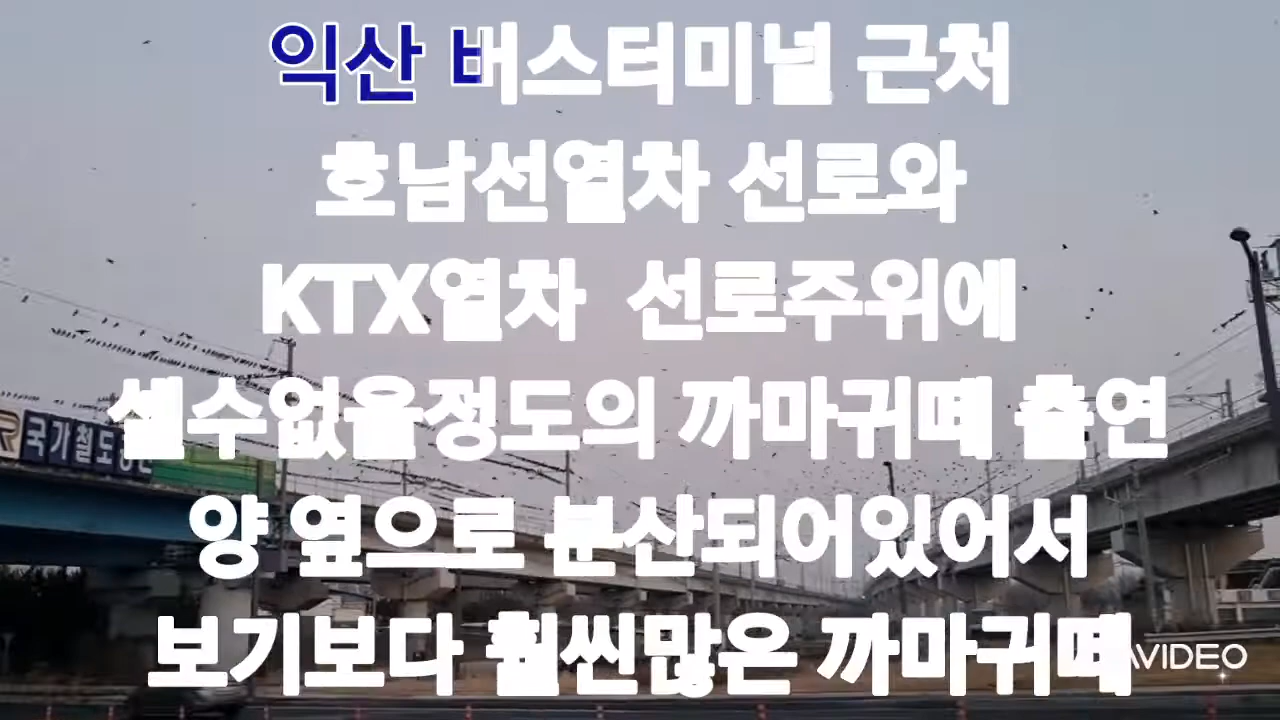 익산 버스터미널 근처
호남선열차 선로와
KTX열차 선로주위에
셀수없을정도의 까마귀떼 출연
양 옆으로 분산되어있어서
보기보다 훨씬많은 까마귀떼
국가철도공단
VIDEO